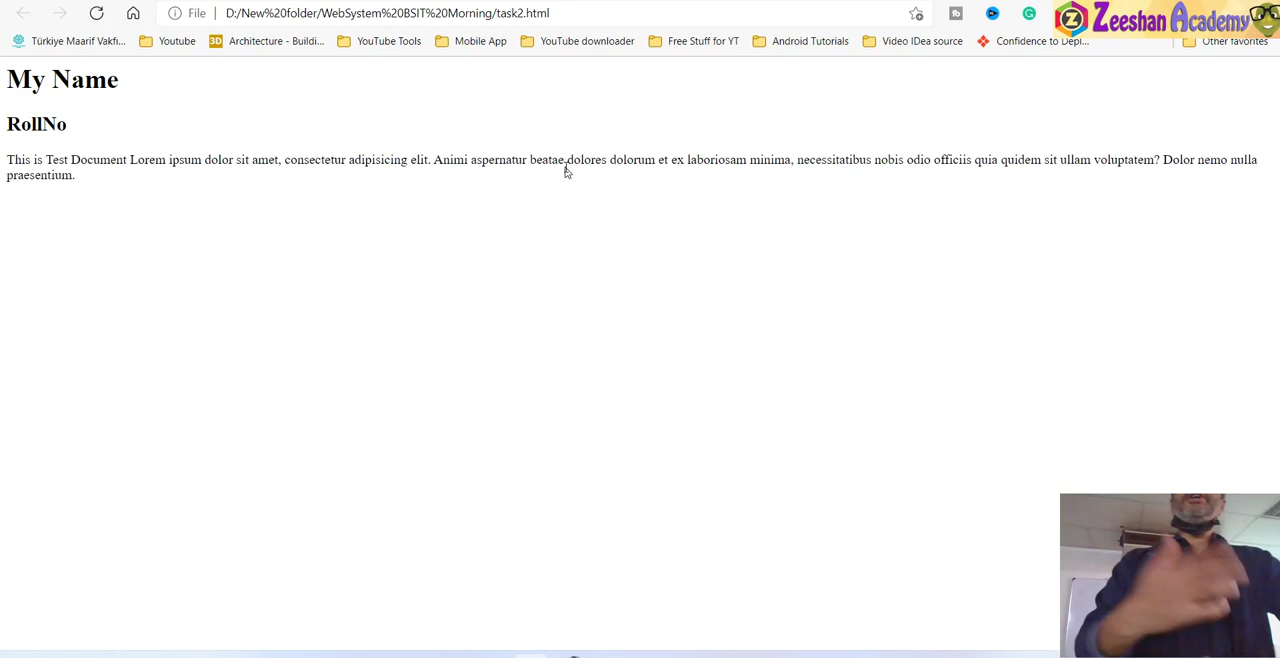 File
D:/New%20folder/WebSystem%20BSIT%20Morning/task2.html
Zeeshan Academy
Türkiye Maarif Vakfı...
Youtube
3D
Architecture - Buildi...
YouTube Tools
Mobile App
YouTube downloader
Free Stuff for YT
Android Tutorials
Video IDea source
Confidence to Depl...
Other favorites
My Name
RollNo
This is Test Document Lorem ipsum dolor sit amet, consectetur adipisicing elit. Animi aspernatur beatae dolores dolorum et ex laboriosam minima, necessitatibus nobis odio officiis quia quidem sit ullam voluptatem? Dolor nemo nulla
praesentium.